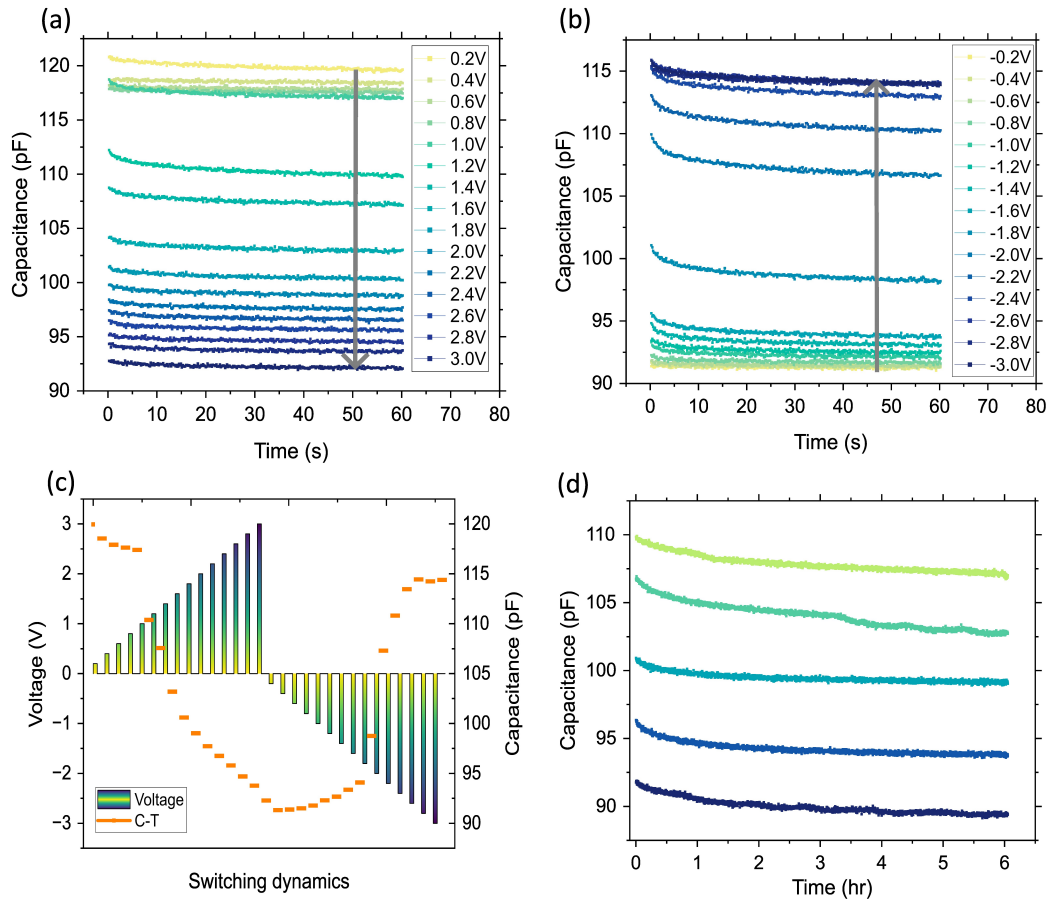 (a)
125
120
115
110
105
100
95
90
Capacitance (pF)
0 10 20 30 40 50 60 70 80
Time (s)
0.2V
0.4V
0.6V
0.8V
1.0V
1.2V
1.4V
1.6V
1.8V
2.0V
2.2V
2.4V
2.6V
2.8V
3.0V
(b)
115
110
105
100
95
90
Capacitance (pF)
0 10 20 30 40 50 60 70 80
Time (s)
-0.2V
-0.4V
-0.6V
-0.8V
-1.0V
-1.2V
-1.4V
-1.6V
-1.8V
-2.0V
-2.2V
-2.4V
-2.6V
-2.8V
-3.0V
(c)
3
2
1
0
−1
−2
−3
Voltage (V)
120
115
110
105
100
95
90
Capacitance (pF)
Voltage
C-T
Switching dynamics
(d)
110
105
100
95
90
Capacitance (pF)
0 1 2 3 4 5 6
Time (hr)